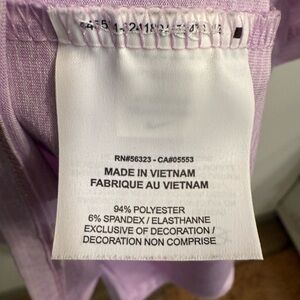 RN#56323 - CA#05553
MADE IN VIETNAM
FABRIQUE AU VIETNAM
94% POLYESTER
6% SPANDEX / ELASTHANNE
EXCLUSIVE OF DECORATION /
DECORATION NON COMPRISE